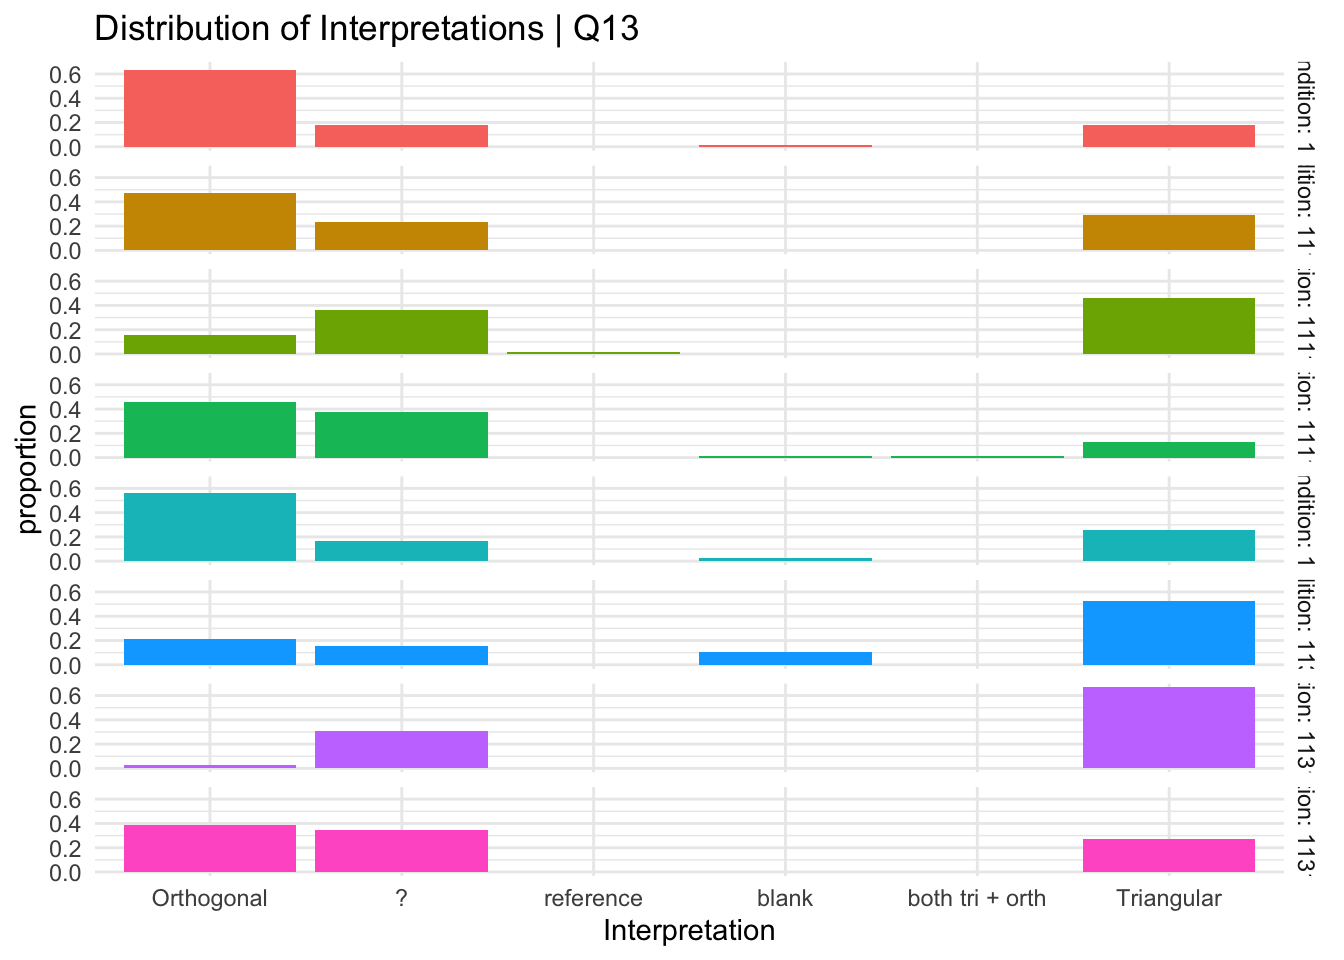 Distribution of Interpretations | Q13
0.6
0.4
0.2
0.0
ndition: 1
0.6
0.4
0.2
0.0
lition: 11
0.6
0.4
0.2
0.0
ion: 111
0.6
0.4
0.2
0.0
ion: 111
0.6
0.4
0.2
0.0
ndition: 1
0.6
0.4
0.2
0.0
lition: 11
0.6
0.4
0.2
0.0
ion: 113
0.6
0.4
0.2
0.0
ion: 113
proportion
Orthogonal ? reference blank both tri + orth Triangular
Interpretation